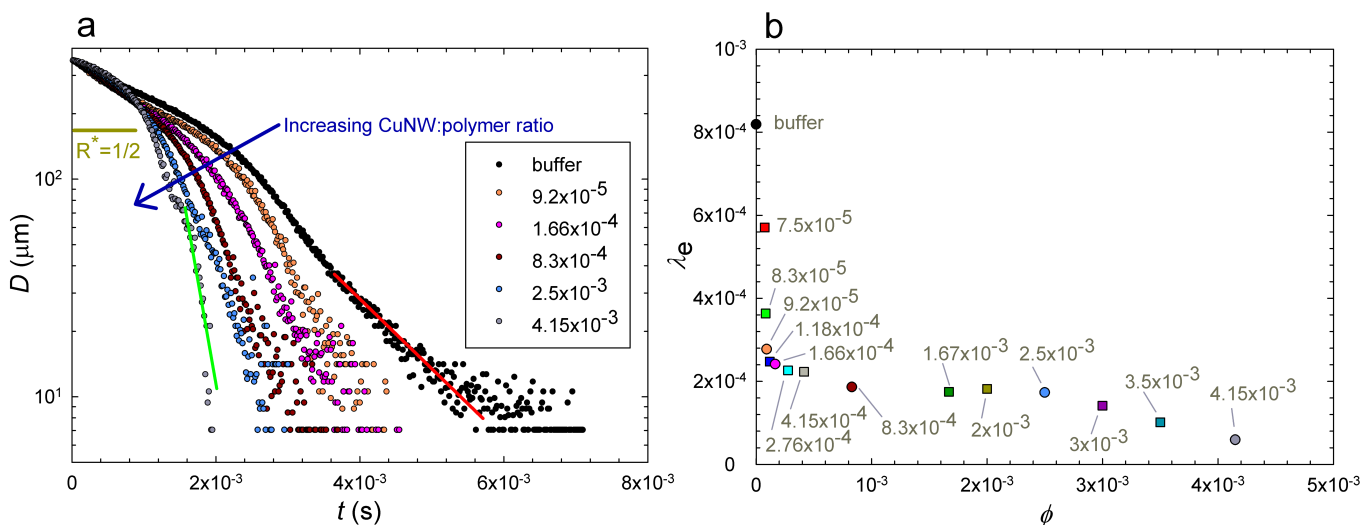 a
D (μm)
10²
10¹
R*=1/2
Increasing CuNW:polymer ratio
buffer
9.2x10⁻⁵
1.66x10⁻⁴
8.3x10⁻⁴
2.5x10⁻³
4.15x10⁻³
0
2x10⁻³
4x10⁻³
6x10⁻³
8x10⁻³
t (s)
b
λe
10⁻³
8x10⁻⁴
6x10⁻⁴
4x10⁻⁴
2x10⁻⁴
0
buffer
7.5x10⁻⁵
8.3x10⁻⁵
9.2x10⁻⁵
1.18x10⁻⁴
1.66x10⁻⁴
4.15x10⁻⁴
2.76x10⁻⁴
8.3x10⁻⁴
1.67x10⁻³
2x10⁻³
2.5x10⁻³
3x10⁻³
3.5x10⁻³
4.15x10⁻³
0
10⁻³
2x10⁻³
3x10⁻³
4x10⁻³
5x10⁻³
ϕ